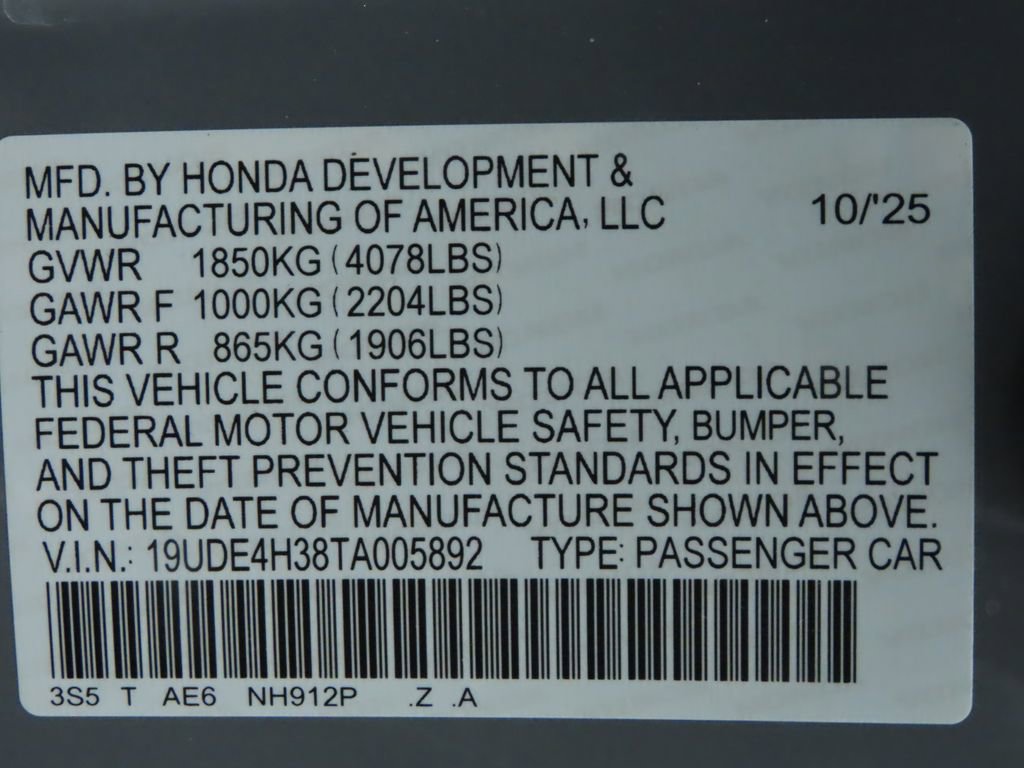 MFD. BY HONDA DEVELOPMENT &
MANUFACTURING OF AMERICA, LLC 10/'25
GVWR 1850KG (4078LBS)
GAWR F 1000KG (2204LBS)
GAWR R 865KG (1906LBS)
THIS VEHICLE CONFORMS TO ALL APPLICABLE
FEDERAL MOTOR VEHICLE SAFETY, BUMPER,
AND THEFT PREVENTION STANDARDS IN EFFECT
ON THE DATE OF MANUFACTURE SHOWN ABOVE.
V.I.N.: 19UDE4H38TA005892 TYPE: PASSENGER CAR
3S5 T AE6 NH912P .Z .A